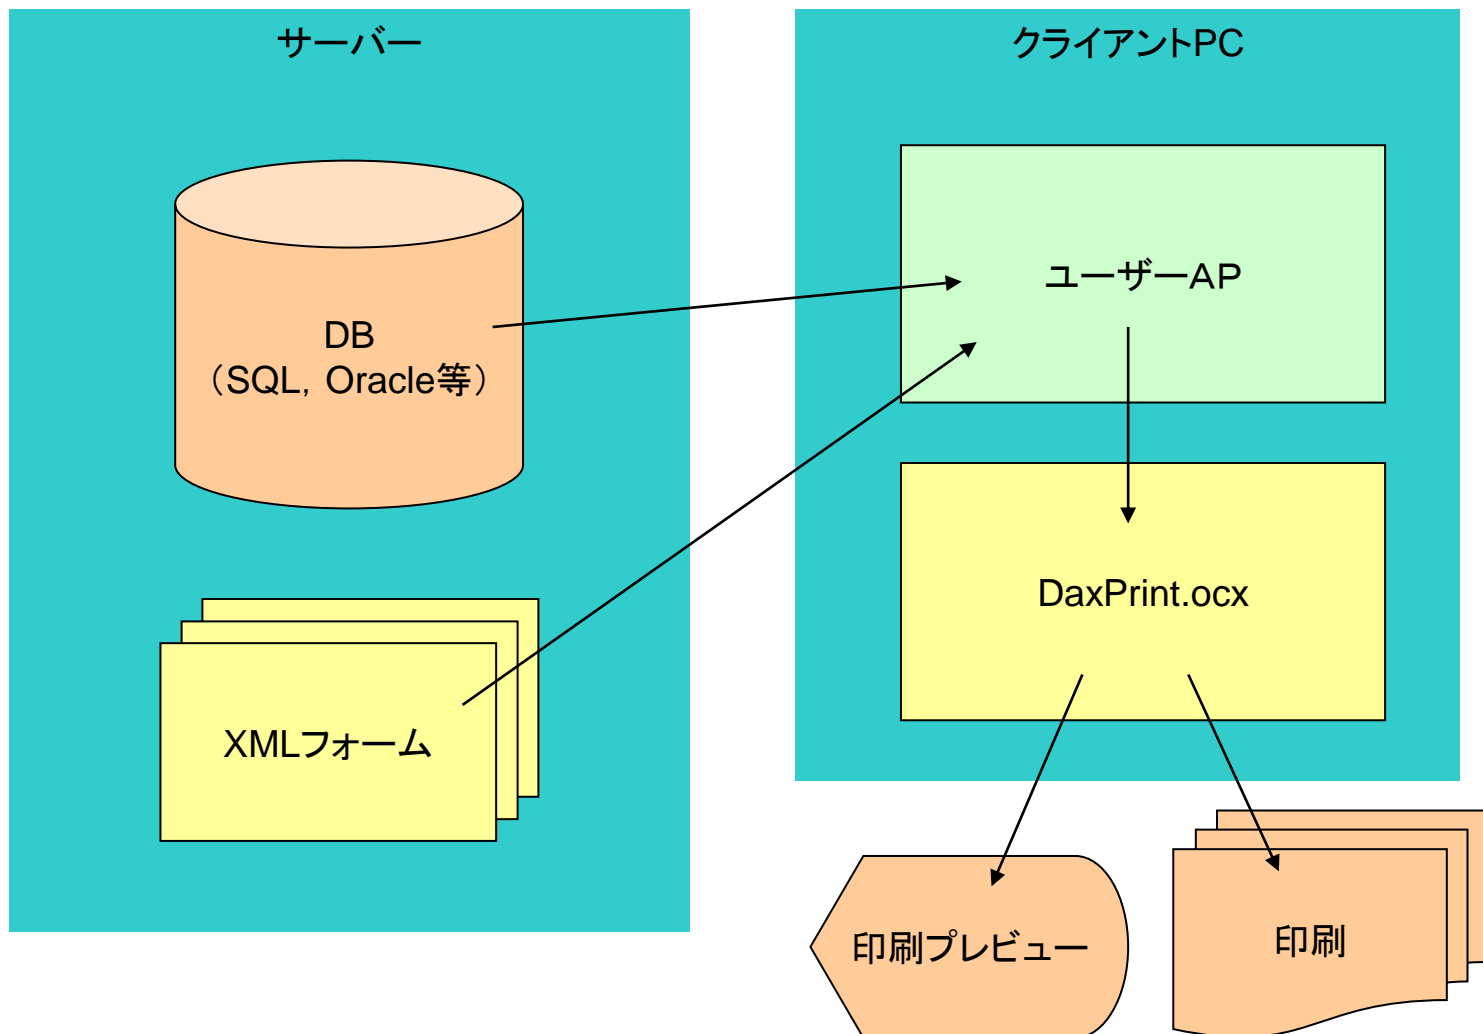 サーバー
クライアントPC
ユーザーAP
DB
（SQL，Oracle等）
DaxPrint.ocx
XMLフォーム
印刷プレビュー
印刷